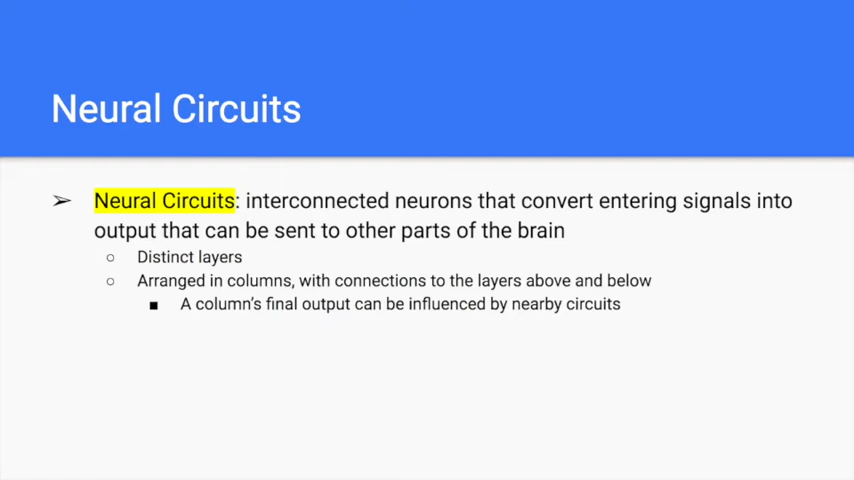 Neural Circuits
➢ Neural Circuits: interconnected neurons that convert entering signals into
output that can be sent to other parts of the brain
○ Distinct layers
○ Arranged in columns, with connections to the layers above and below
■ A column's final output can be influenced by nearby circuits